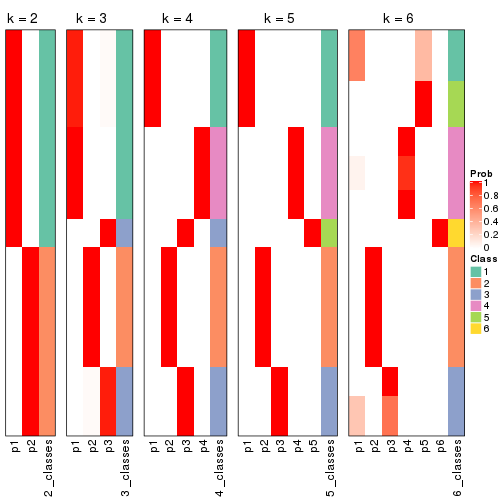 k = 2
k = 3
k = 4
k = 5
k = 6
Prob
1
0.8
0.6
0.4
0.2
0
Class
1
2
3
4
5
6
p1
p2
2_classes
p1
p2
p3
3_classes
p1
p2
p3
p4
4_classes
p1
p2
p3
p4
p5
5_classes
p1
p2
p3
p4
p5
p6
6_classes